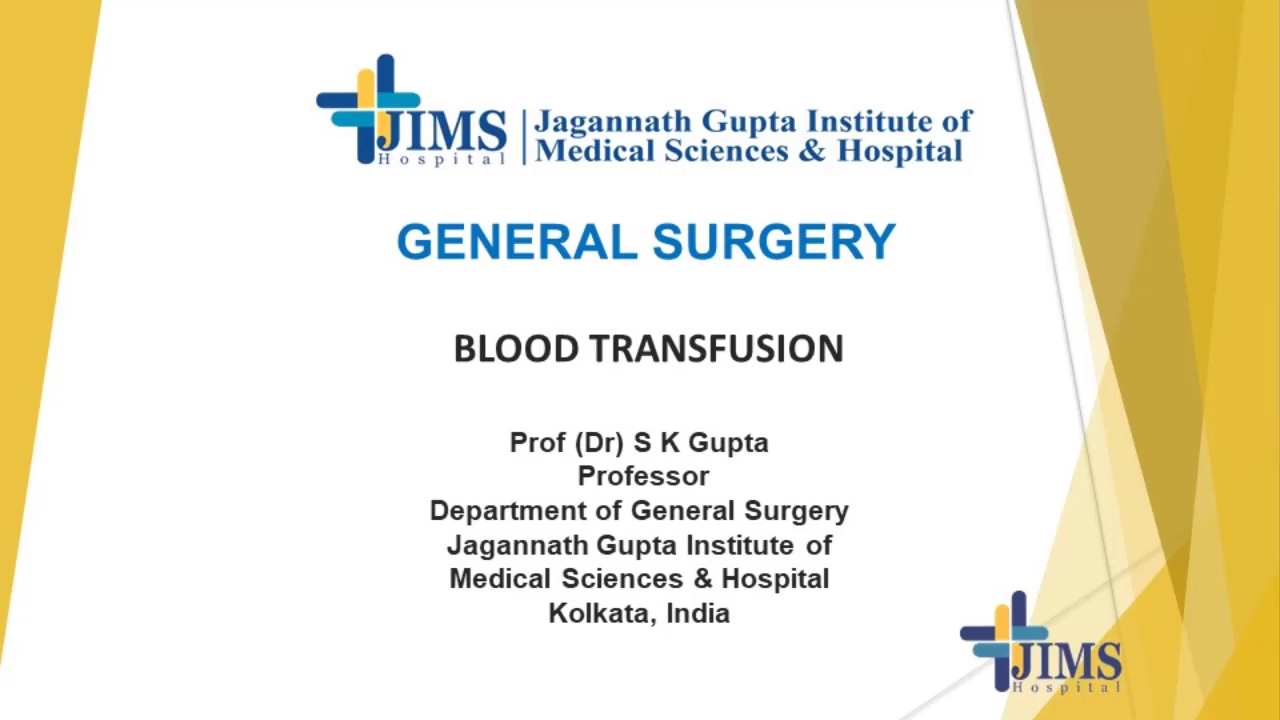 JIMS
Hospital
Jagannath Gupta Institute of
Medical Sciences & Hospital
GENERAL SURGERY
BLOOD TRANSFUSION
Prof (Dr) S K Gupta
Professor
Department of General Surgery
Jagannath Gupta Institute of
Medical Sciences & Hospital
Kolkata, India
JIMS
Hospital